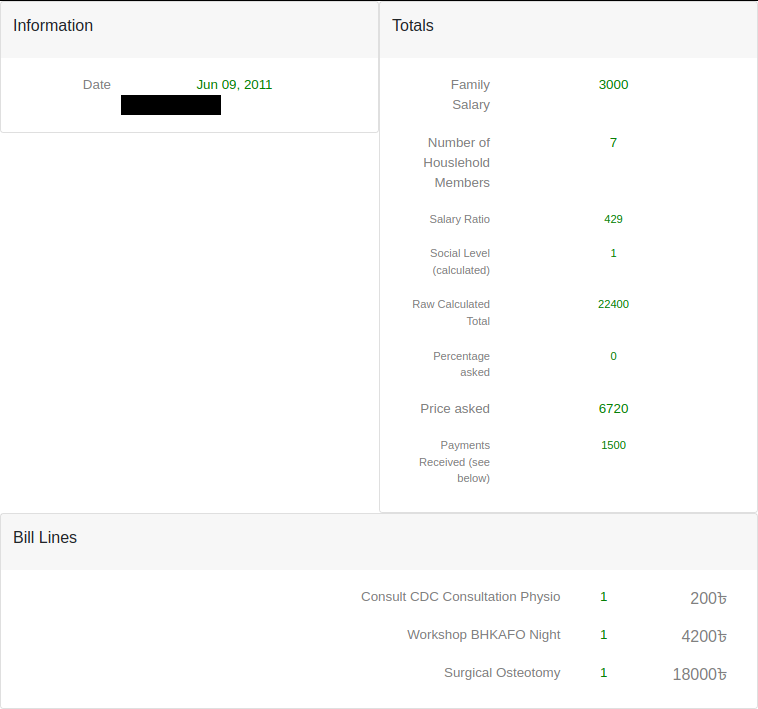 Information
Date
Jun 09, 2011
Totals
Family
Salary
3000
Number of
Houslehold
Members
7
Salary Ratio
429
Social Level
(calculated)
1
Raw Calculated
Total
22400
Percentage
asked
0
Price asked
6720
Payments
Received (see
below)
1500
Bill Lines
Consult CDC Consultation Physio 1 200৳
Workshop BHKAFO Night 1 4200৳
Surgical Osteotomy 1 18000৳